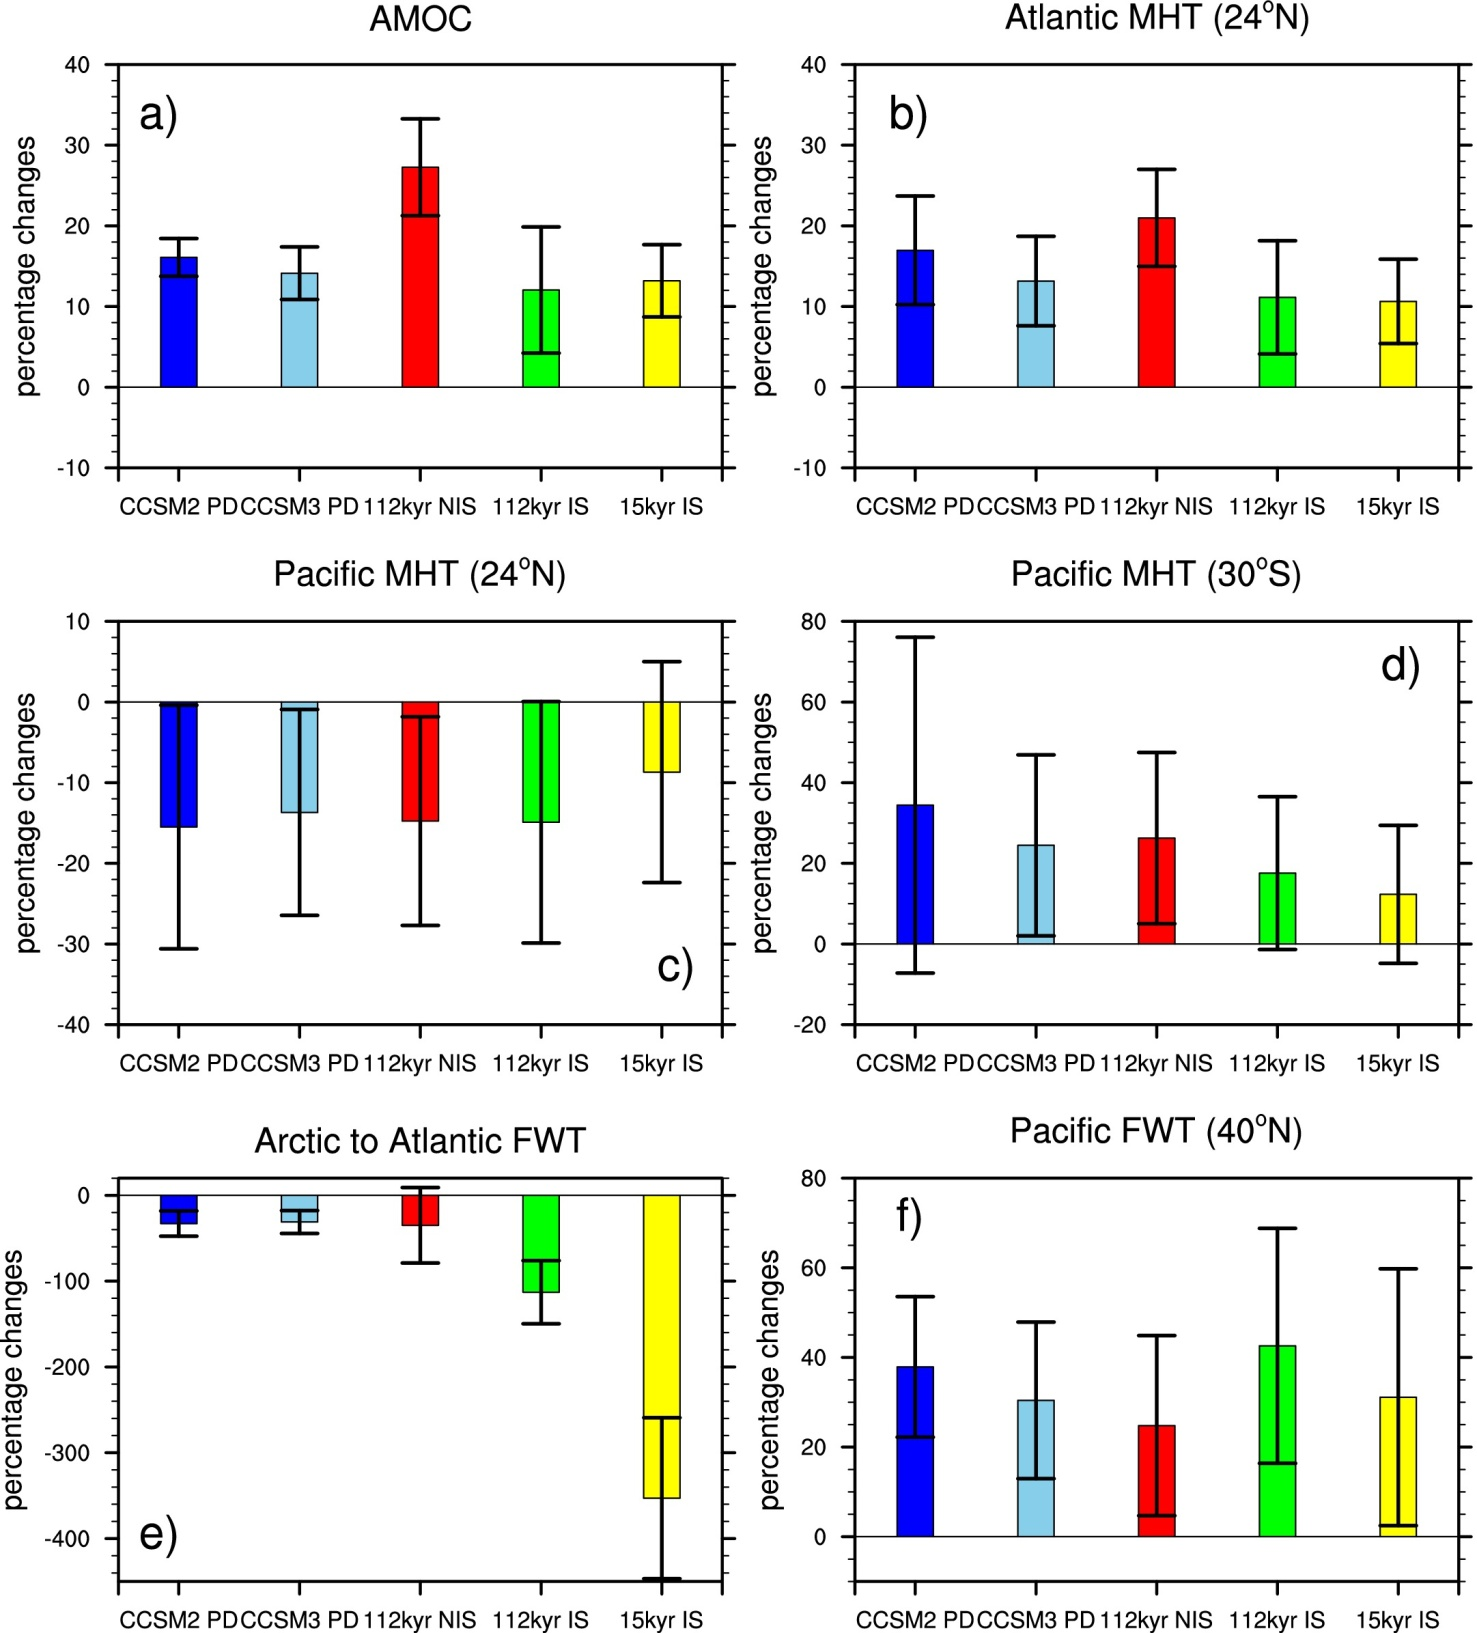 AMOC
a)
percentage changes
40
30
20
10
0
-10
CCSM2 PD CCSM3 PD 112kyr NIS 112kyr IS 15kyr IS
Atlantic MHT (24°N)
b)
percentage changes
40
30
20
10
0
-10
CCSM2 PD CCSM3 PD 112kyr NIS 112kyr IS 15kyr IS
Pacific MHT (24°N)
c)
percentage changes
10
0
-10
-20
-30
-40
CCSM2 PD CCSM3 PD 112kyr NIS 112kyr IS 15kyr IS
Pacific MHT (30°S)
d)
percentage changes
80
60
40
20
0
-20
CCSM2 PD CCSM3 PD 112kyr NIS 112kyr IS 15kyr IS
Arctic to Atlantic FWT
e)
percentage changes
0
-100
-200
-300
-400
CCSM2 PD CCSM3 PD 112kyr NIS 112kyr IS 15kyr IS
Pacific FWT (40°N)
f)
percentage changes
80
60
40
20
0
CCSM2 PD CCSM3 PD 112kyr NIS 112kyr IS 15kyr IS